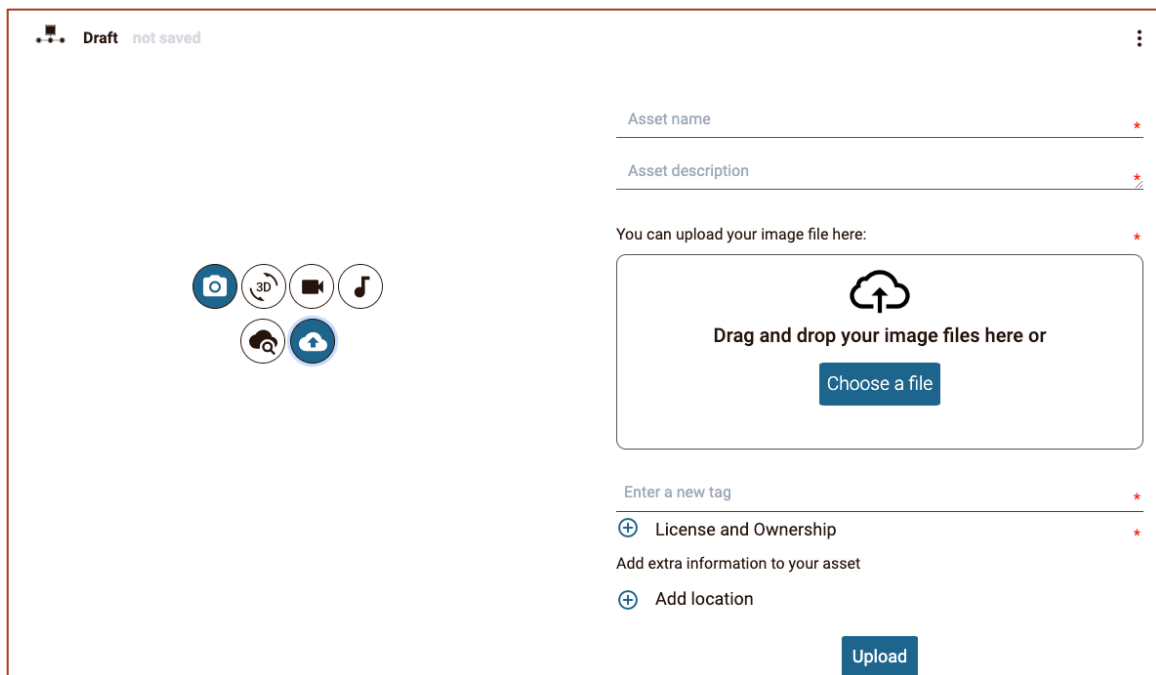 Draft not saved
Asset name
*
Asset description
*
You can upload your image file here:
*
3D
Drag and drop your image files here or
Choose a file
Enter a new tag
*
License and Ownership
*
Add extra information to your asset
Add location
Upload